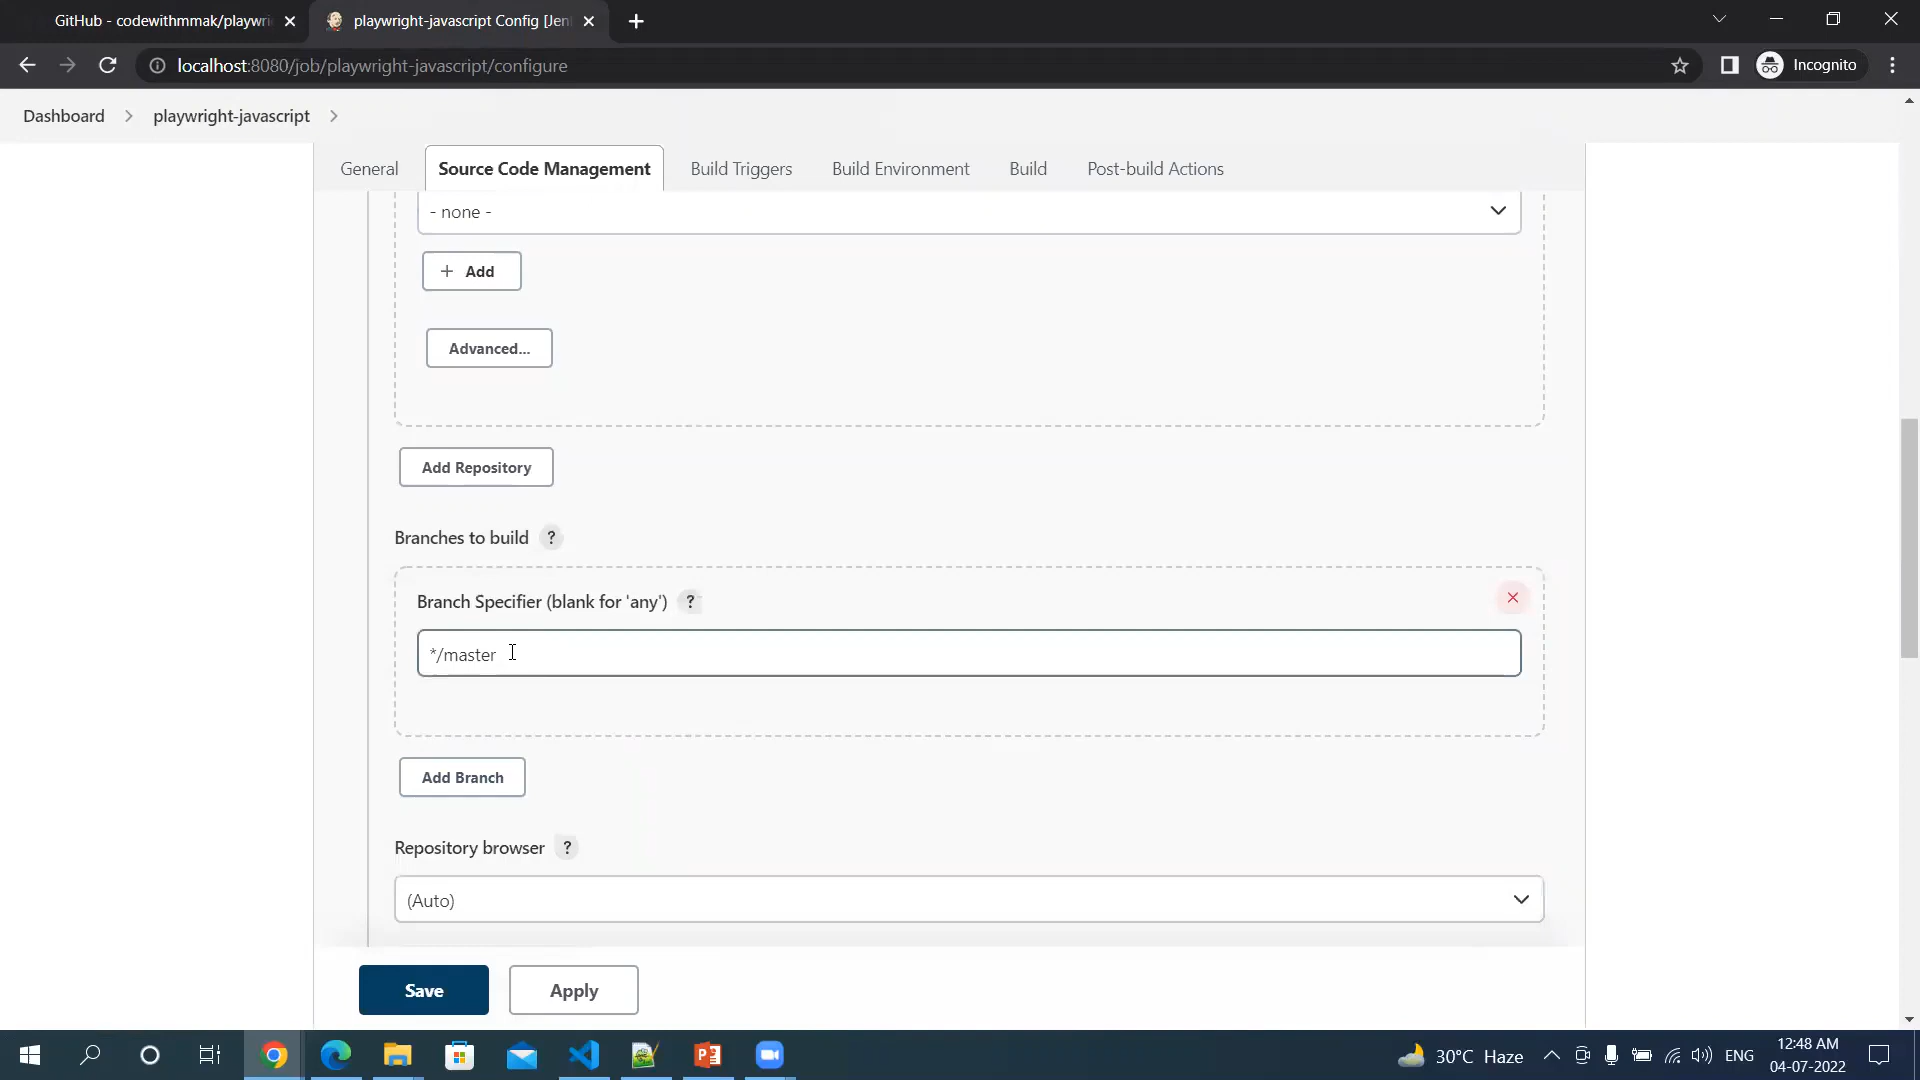 GitHub - codewithmmak/playwri
playwright-javascript Config [Jen
localhost:8080/job/playwright-javascript/configure
Incognito
Dashboard
playwright-javascript
General
Source Code Management
Build Triggers
Build Environment
Build
Post-build Actions
- none -
+ Add
Advanced...
Add Repository
Branches to build ?
Branch Specifier (blank for 'any') ?
*/master
Add Branch
Repository browser ?
(Auto)
Save
Apply
30°C Haze
ENG
12:48 AM
04-07-2022